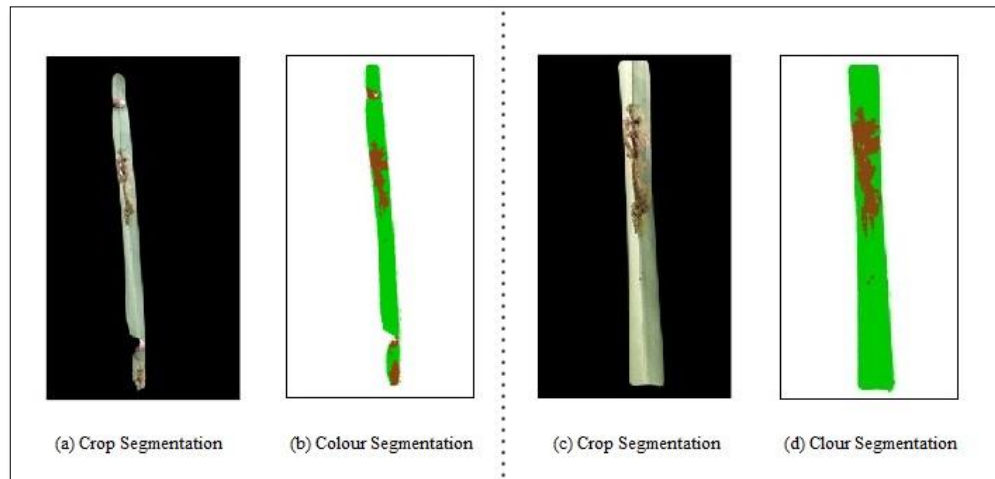 (a) Crop Segmentation
(b) Colour Segmentation
(c) Crop Segmentation
(d) Clour Segmentation